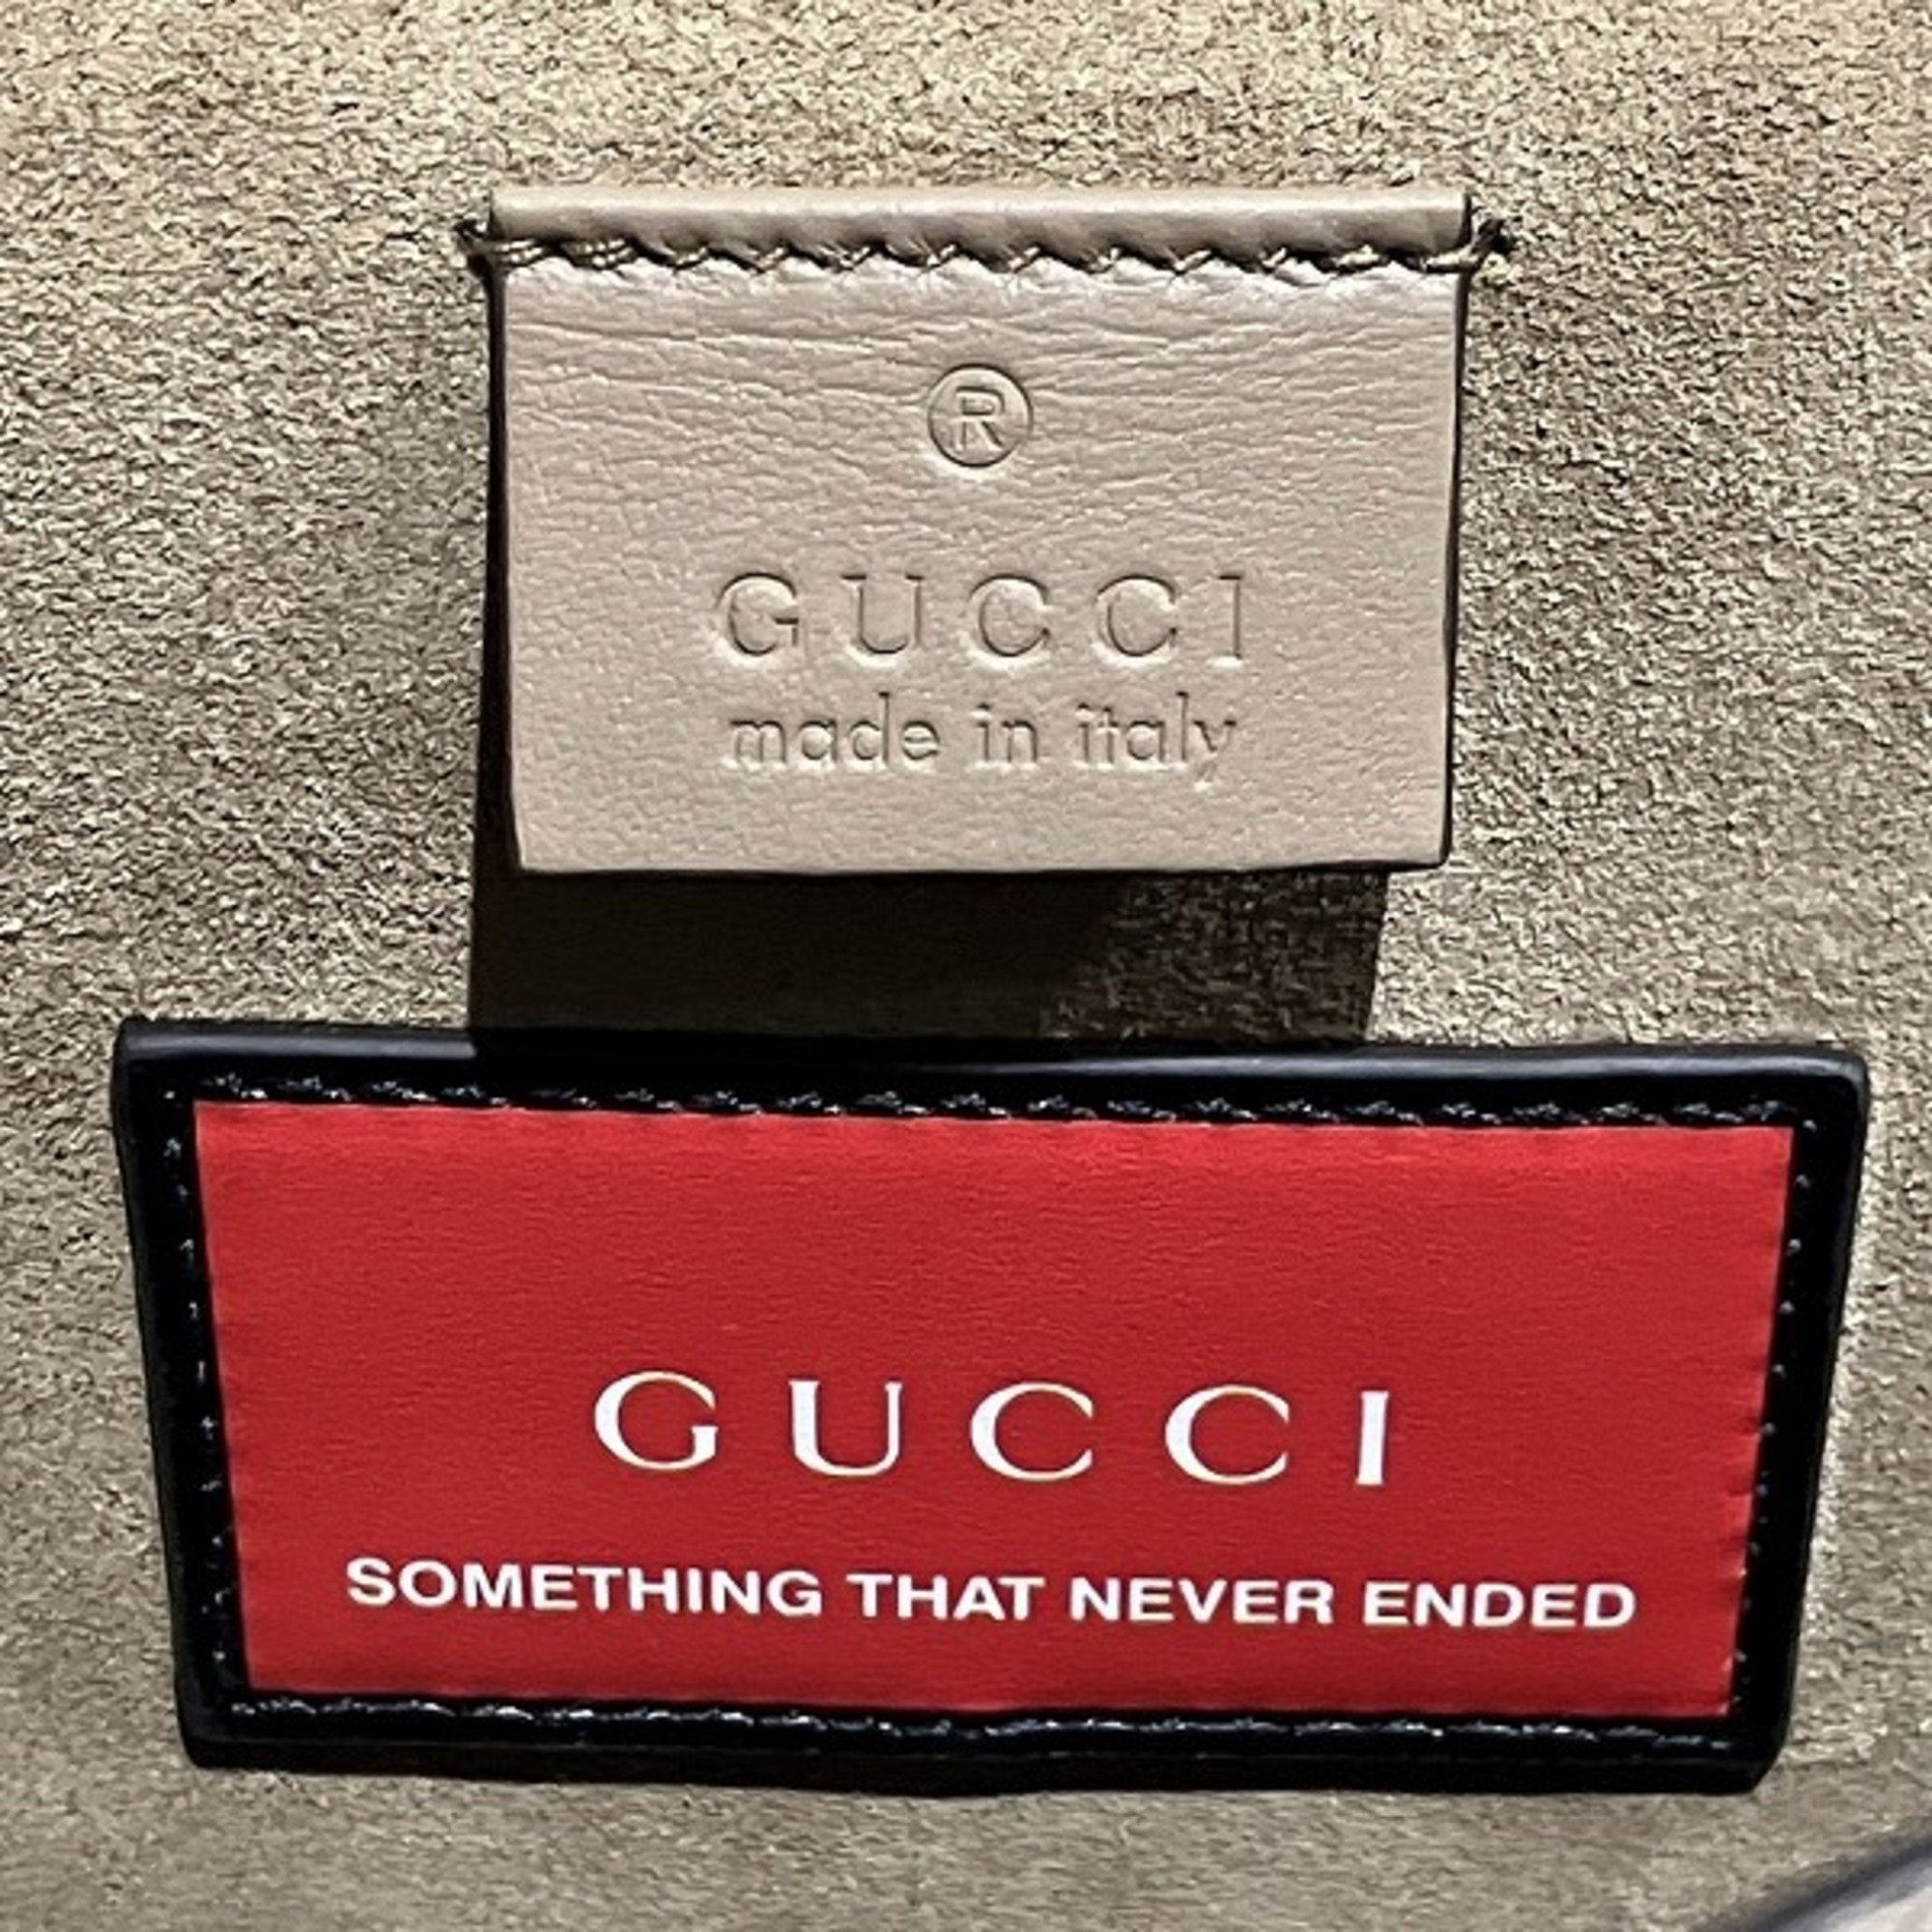 ®
GUCCI
made in italy
GUCCI
SOMETHING THAT NEVER ENDED